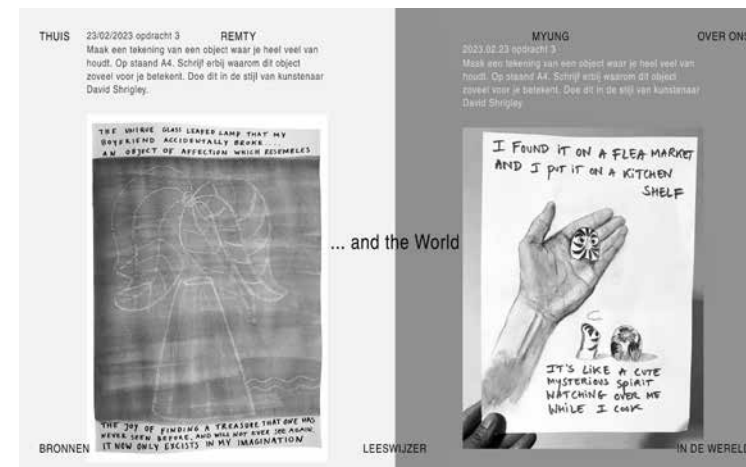 THUIS
23/02/2023 opdracht 3
REMTY
Maak een tekening van een object waar je heel veel van
houdt. Op staand A4. Schrijf erbij waarom dit object
zoveel voor je betekent. Doe dit in de stijl van kunstenaar
David Shrigley.
THE UNIQUE GLASS LEAFED LAMP THAT MY
BOYFRIEND ACCIDENTALLY BROKE....
AN OBJECT OF AFFECTION WHICH RESEMBLES
THE JOY OF FINDING A TREASURE THAT ONE HAS
NEVER SEEN BEFORE, AND WILL NOT EVER SEE AGAIN.
IT NOW ONLY EXCISTS IN MY IMAGINATION
BRONNEN
LEESWIJZER
... and the World
MYUNG
OVER ONS
2023.02.23 opdracht 3
Maak een tekening van een object waar je heel veel van
houdt. Op staand A4. Schrijf erbij waarom dit object
zoveel voor je betekent. Doe dit in de stijl van kunstenaar
David Shrigley.
I FOUND IT ON A FLEA MARKET
AND I PUT IT ON A KITCHEN
SHELF
IT'S LIKE A CUTE
MYSTERIOUS SPIRIT
WATCHING OVER ME
WHILE I COOK
IN DE WERELD